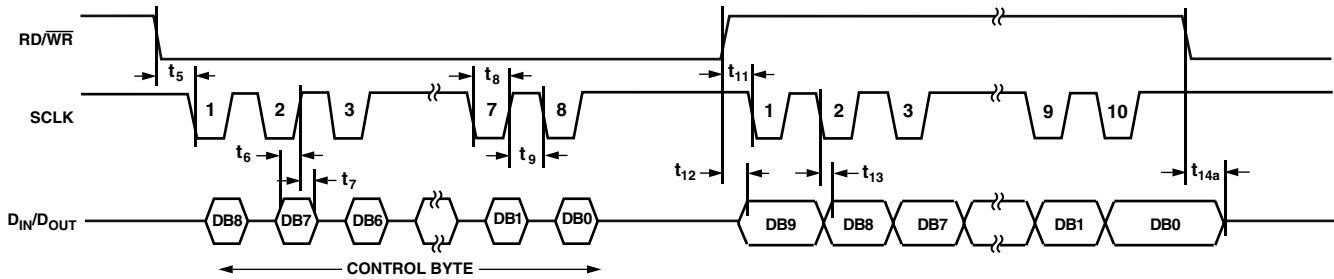 RD/W̅R̅
t5 t8 t11
SCLK 1 2 3 7 8 1 2 3 9 10
t6 t9
t7 t12 t13 t14a
DIN/DOUT DB8 DB7 DB6 DB1 DB0 DB9 DB8 DB7 DB1 DB0
CONTROL BYTE